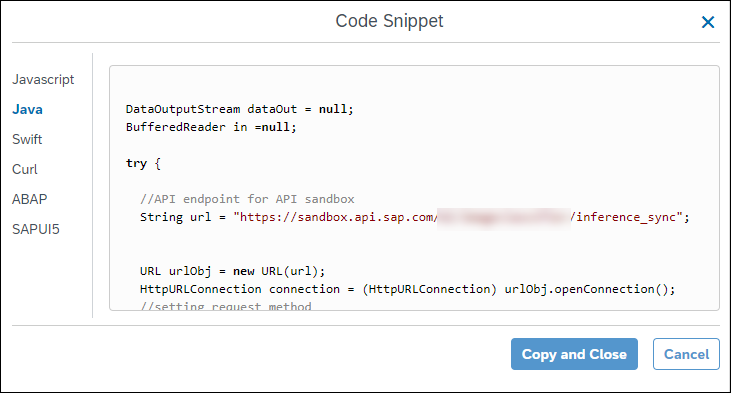 Code Snippet
Javascript
Java
Swift
Curl
ABAP
SAPUI5
DataOutputStream dataOut = null;
BufferedReader in =null;
try {
//API endpoint for API sandbox
String url = "https://sandbox.api.sap.com/ /inference_sync";
URL urlObj = new URL(url);
HttpURLConnection connection = (HttpURLConnection) urlObj.openConnection();
//setting request method
Copy and Close
Cancel